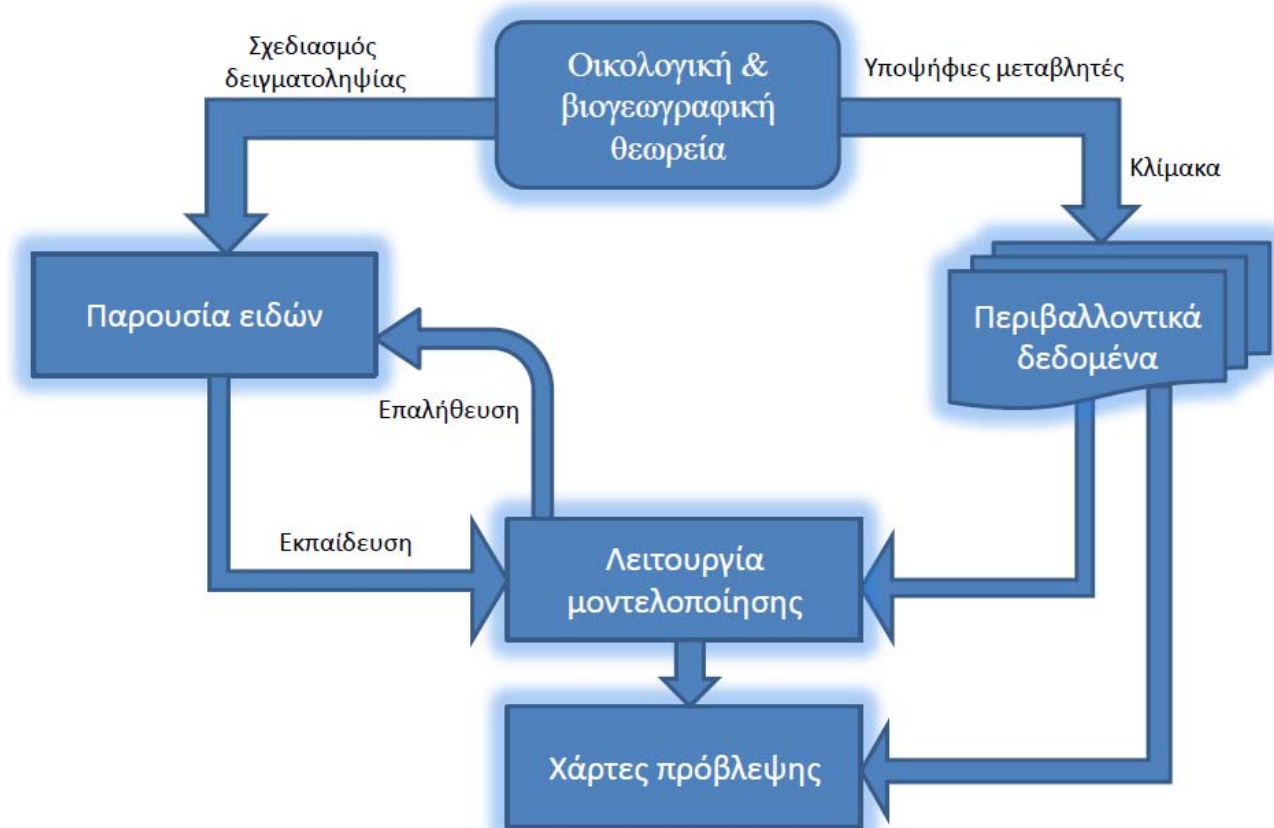 Σχεδιασμός
δειγματοληψίας
Οικολογική &
βιογεωγραφική
θεωρεία
Υποψήφιες μεταβλητές
Κλίμακα
Παρουσία ειδών
Περιβαλλοντικά
δεδομένα
Επαλήθευση
Εκπαίδευση
Λειτουργία
μοντελοποίησης
Χάρτες πρόβλεψης